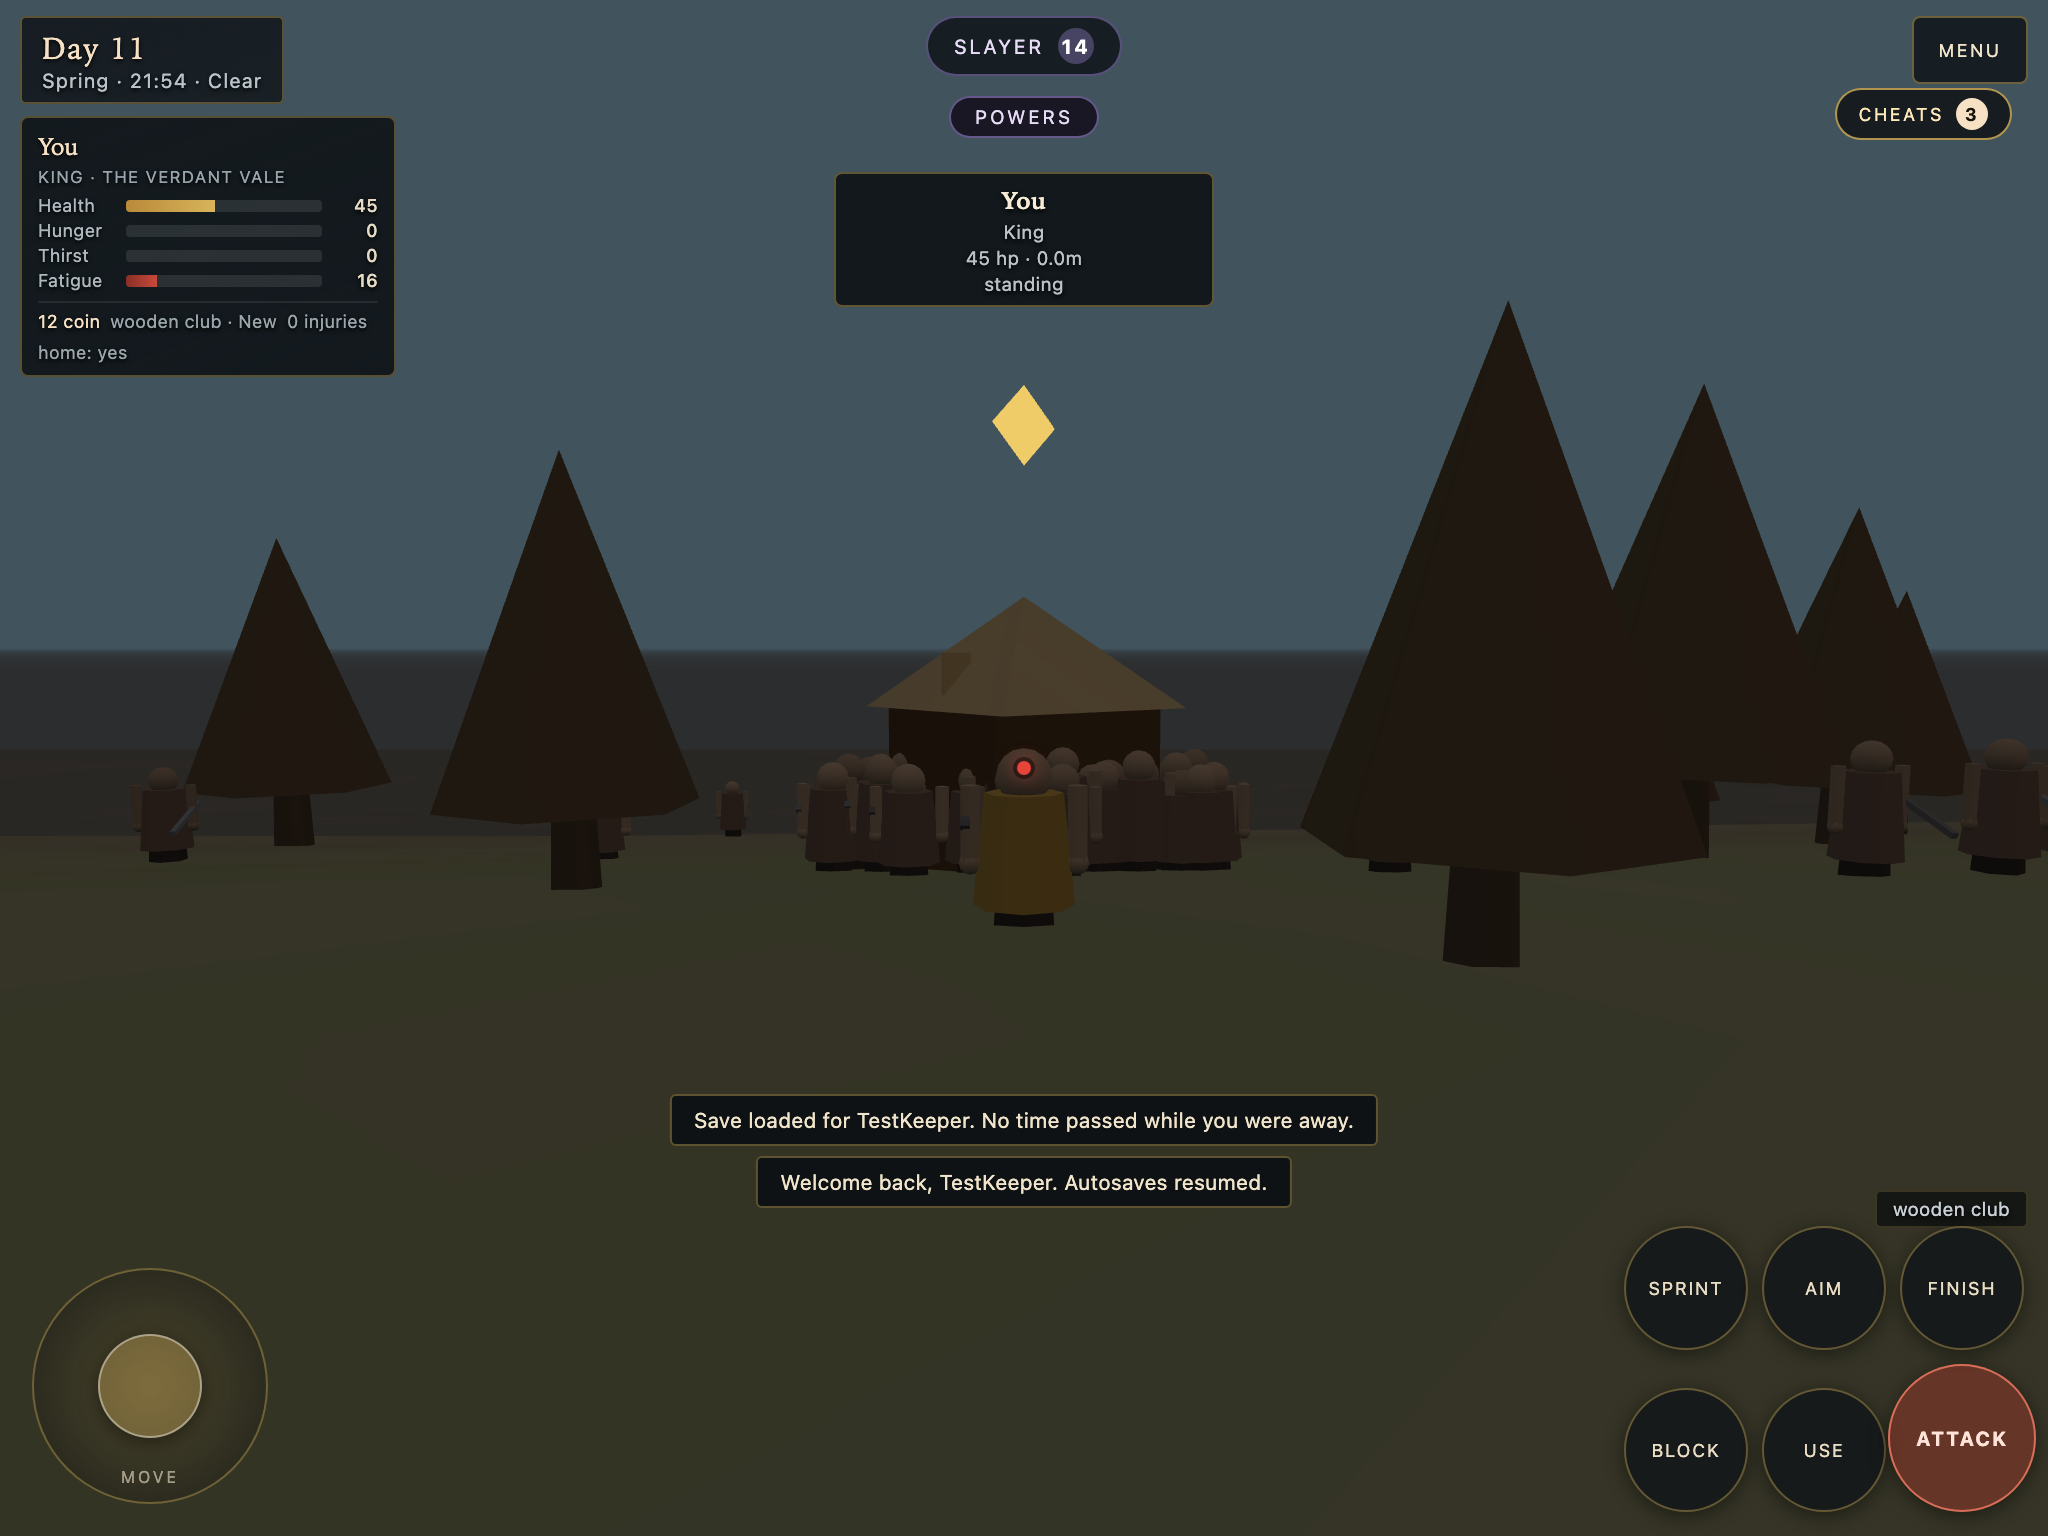 Day 11
Spring · 21:54 · Clear
You
KING · THE VERDANT VALE
Health 45
Hunger 0
Thirst 0
Fatigue 16
12 coin wooden club · New 0 injuries
home: yes
SLAYER 14
POWERS
You
King
45 hp · 0.0m
standing
MENU
CHEATS 3
Save loaded for TestKeeper. No time passed while you were away.
Welcome back, TestKeeper. Autosaves resumed.
MOVE
wooden club
SPRINT AIM FINISH
BLOCK USE ATTACK